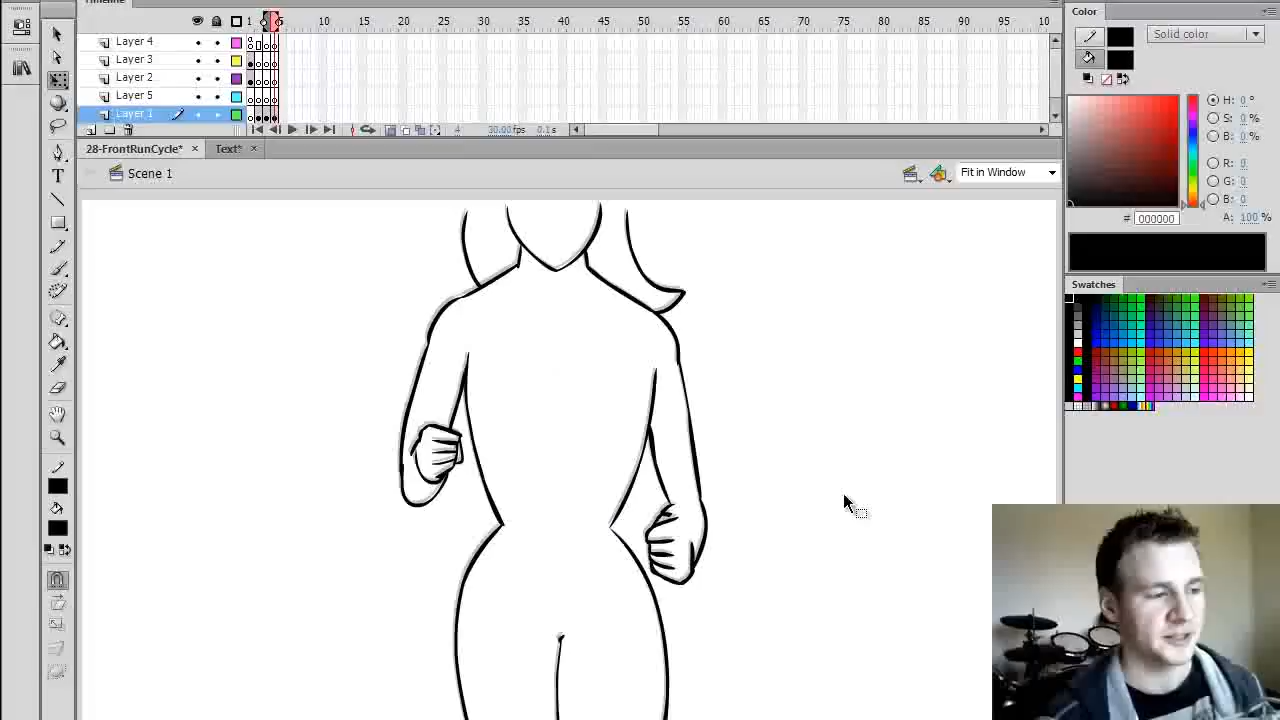 Timeline
1 5 10 15 20 25 30 35 40 45 50 55 60 65 70 75 80 85 90 95 10
Layer 4
Layer 3
Layer 2
Layer 5
Layer 1
4 30.00 fps 0.1 s
28-FrontRunCycle* × Text* ×
Scene 1
Fit in Window
Color
Solid color
H: 0 °
S: 0 %
B: 0 %
R: 0
G: 0
B: 0
# 000000 A: 100 %
Swatches
T